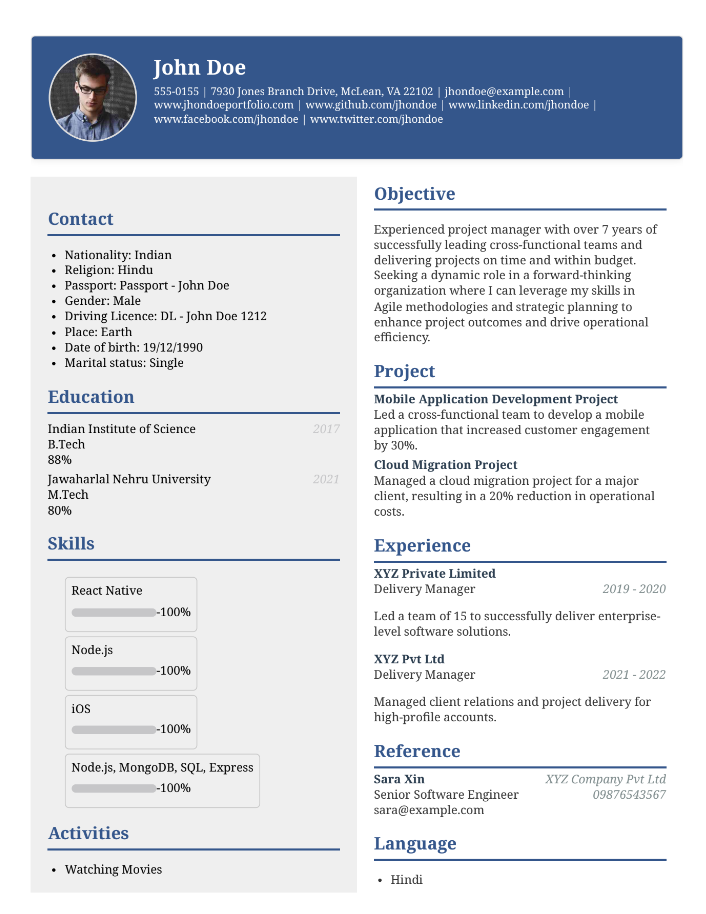 John Doe
555-0155 | 7930 Jones Branch Drive, McLean, VA 22102 | jhondoe@example.com |
www.jhondoeportfolio.com | www.github.com/jhondoe | www.linkedin.com/jhondoe |
www.facebook.com/jhondoe | www.twitter.com/jhondoe
Contact
• Nationality: Indian
• Religion: Hindu
• Passport: Passport - John Doe
• Gender: Male
• Driving Licence: DL - John Doe 1212
• Place: Earth
• Date of birth: 19/12/1990
• Marital status: Single
Education
Indian Institute of Science 2017
B.Tech
88%
Jawaharlal Nehru University 2021
M.Tech
80%
Skills
React Native
-100%
Node.js
-100%
iOS
-100%
Node.js, MongoDB, SQL, Express
-100%
Activities
• Watching Movies
Objective
Experienced project manager with over 7 years of
successfully leading cross-functional teams and
delivering projects on time and within budget.
Seeking a dynamic role in a forward-thinking
organization where I can leverage my skills in
Agile methodologies and strategic planning to
enhance project outcomes and drive operational
efficiency.
Project
Mobile Application Development Project
Led a cross-functional team to develop a mobile
application that increased customer engagement
by 30%.
Cloud Migration Project
Managed a cloud migration project for a major
client, resulting in a 20% reduction in operational
costs.
Experience
XYZ Private Limited
Delivery Manager 2019 - 2020
Led a team of 15 to successfully deliver enterprise-
level software solutions.
XYZ Pvt Ltd
Delivery Manager 2021 - 2022
Managed client relations and project delivery for
high-profile accounts.
Reference
Sara Xin XYZ Company Pvt Ltd
Senior Software Engineer 09876543567
sara@example.com
Language
• Hindi